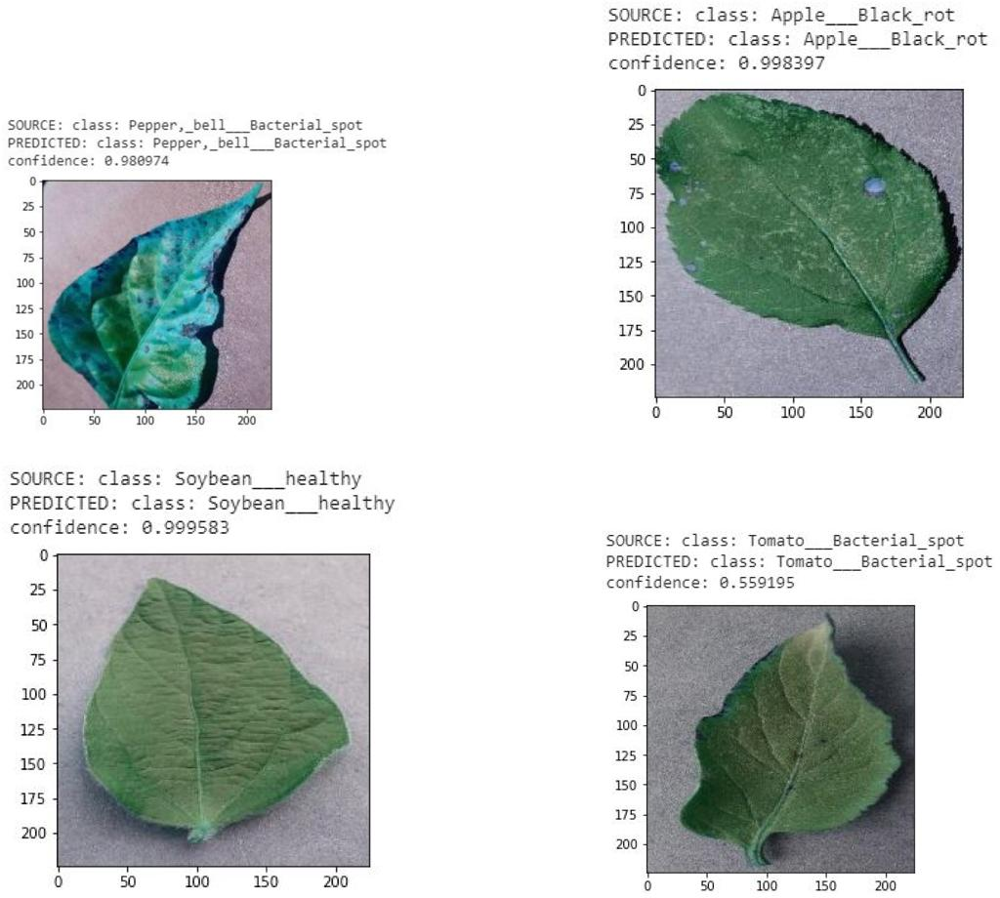 SOURCE: class: Pepper,_bell___Bacterial_spot
PREDICTED: class: Pepper,_bell___Bacterial_spot
confidence: 0.980974
0
25
50
75
100
125
150
175
200
0 50 100 150 200
SOURCE: class: Apple___Black_rot
PREDICTED: class: Apple___Black_rot
confidence: 0.998397
0
25
50
75
100
125
150
175
200
0 50 100 150 200
SOURCE: class: Soybean___healthy
PREDICTED: class: Soybean___healthy
confidence: 0.999583
0
25
50
75
100
125
150
175
200
0 50 100 150 200
SOURCE: class: Tomato___Bacterial_spot
PREDICTED: class: Tomato___Bacterial_spot
confidence: 0.559195
0
25
50
75
100
125
150
175
200
0 50 100 150 200